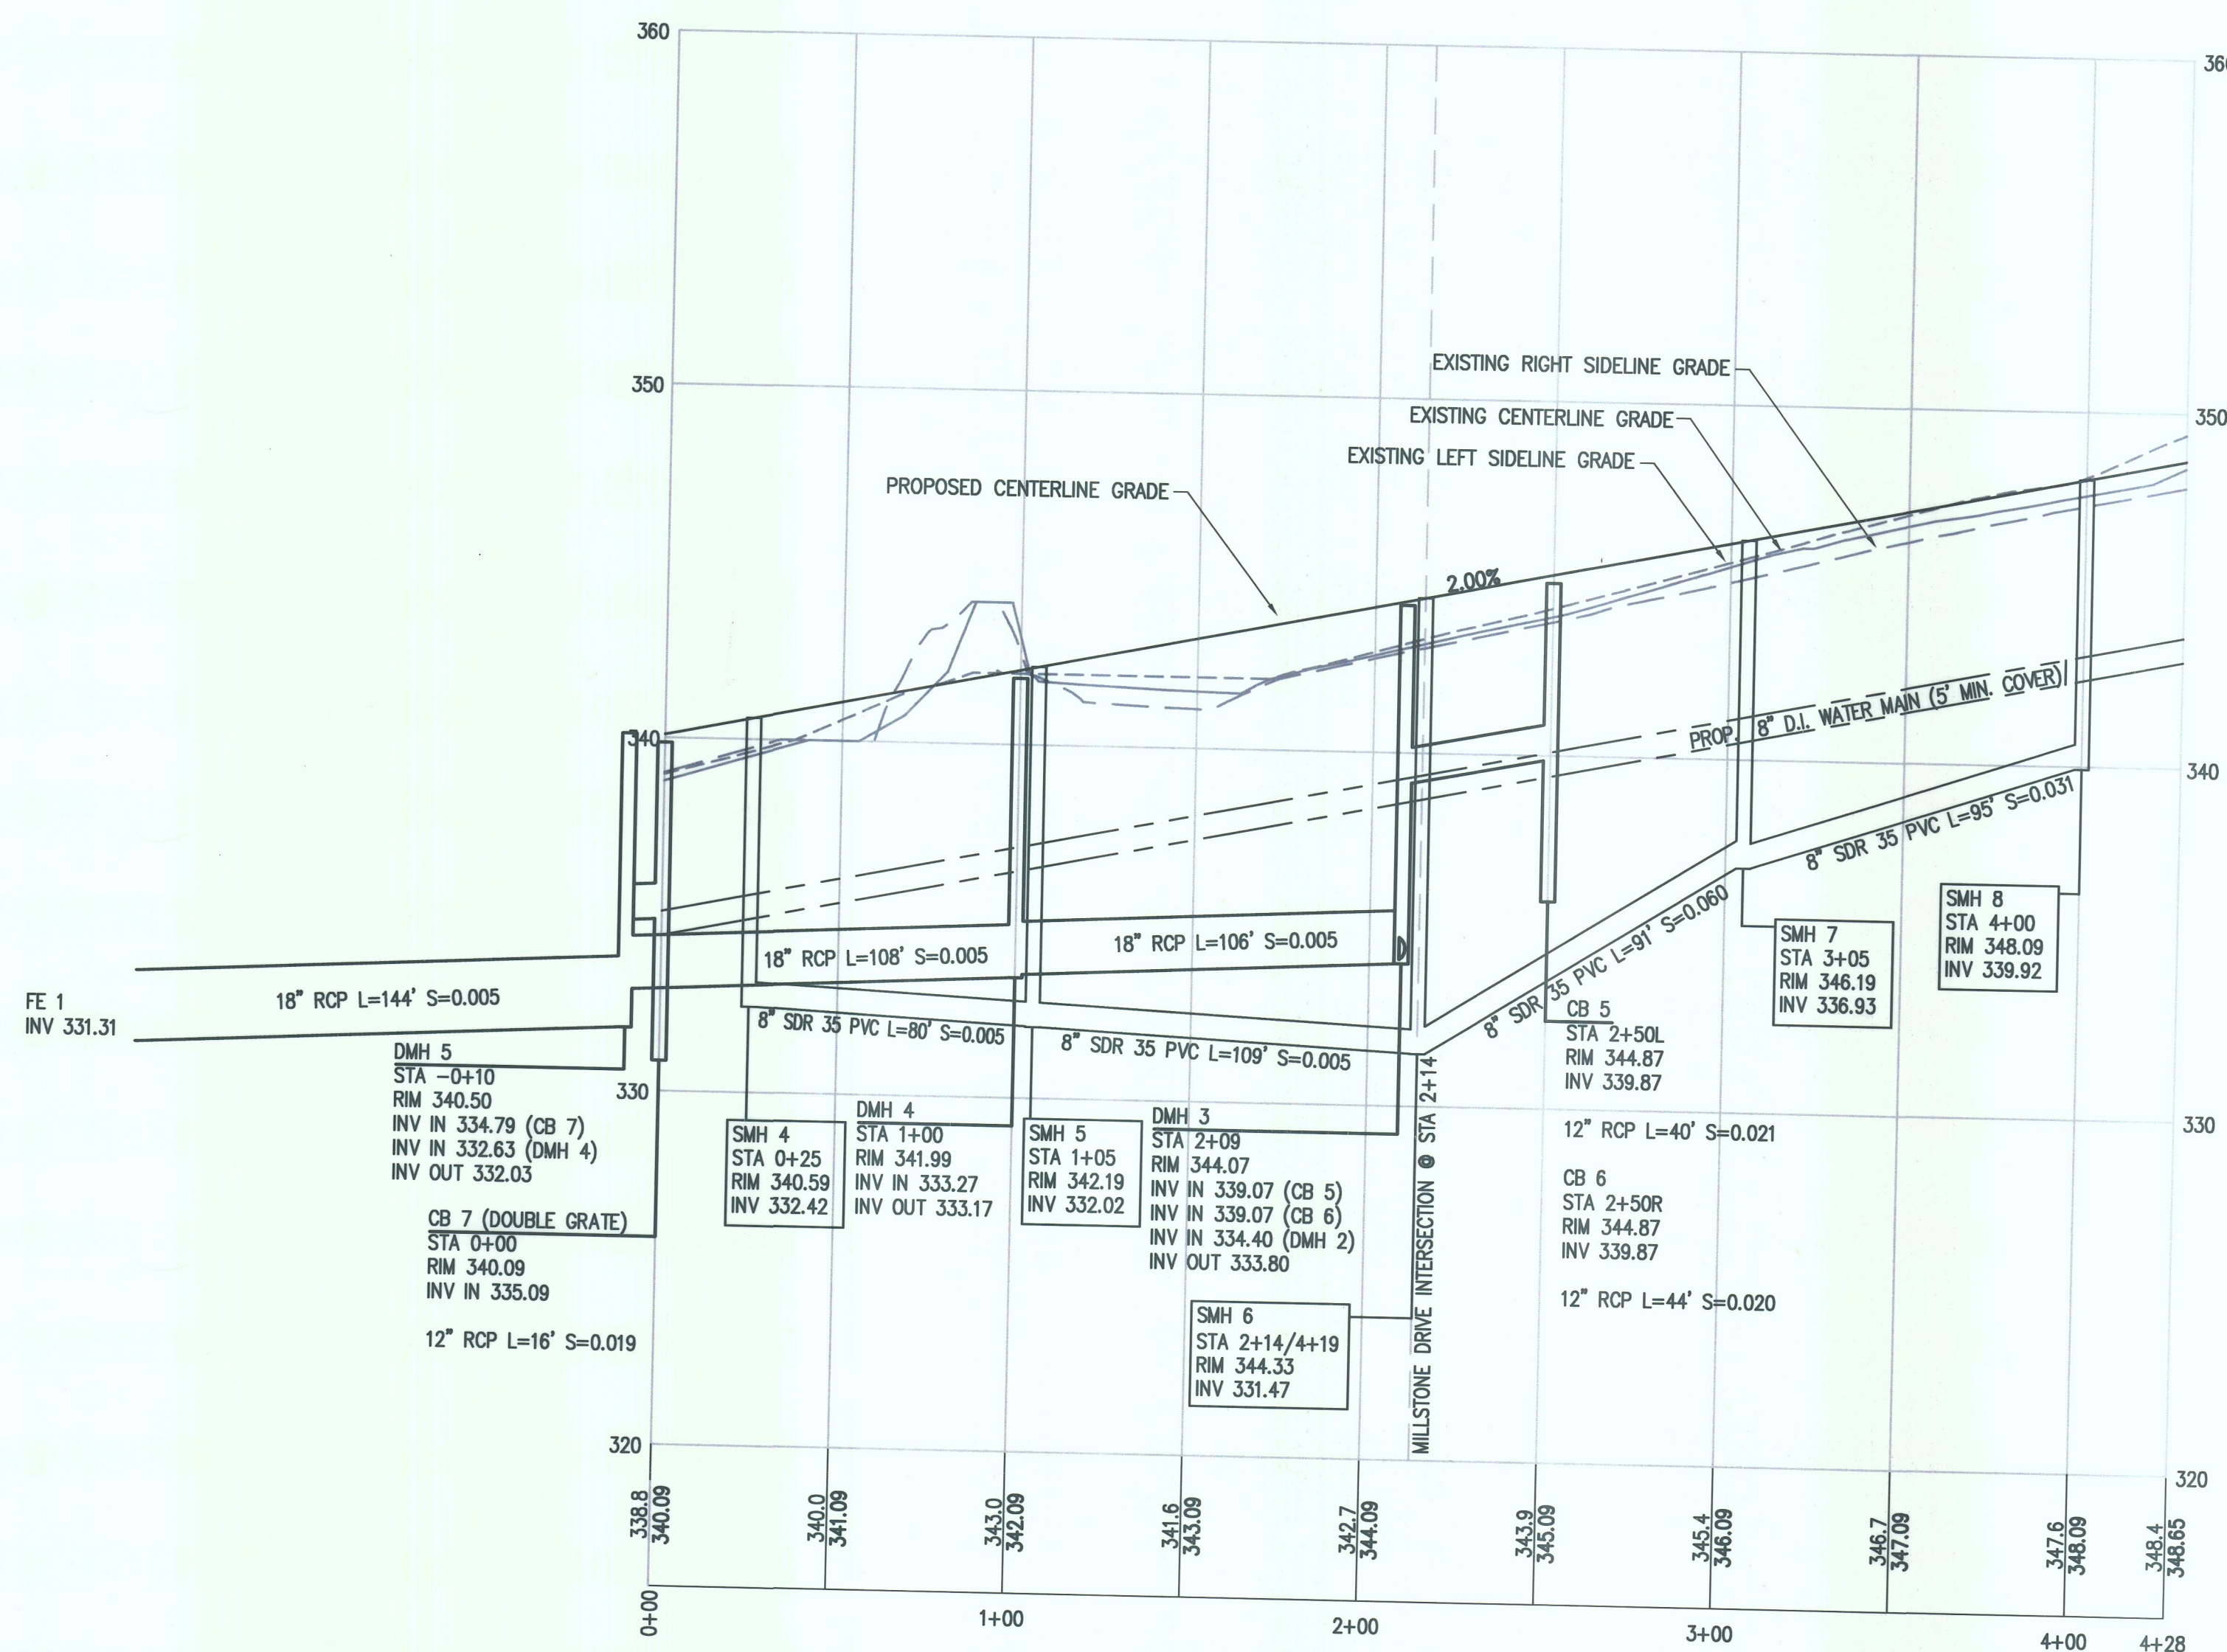 360
360
350
350
EXISTING RIGHT SIDELINE GRADE
EXISTING CENTERLINE GRADE
EXISTING LEFT SIDELINE GRADE
PROPOSED CENTERLINE GRADE
2.00%
340
340
PROP. 8" D.I. WATER MAIN (5' MIN. COVER)
8" SDR 35 PVC L=95' S=0.031
8" SDR 35 PVC L=91' S=0.060
18" RCP L=108' S=0.005
18" RCP L=106' S=0.005
18" RCP L=144' S=0.005
8" SDR 35 PVC L=80' S=0.005
8" SDR 35 PVC L=109' S=0.005
FE 1
INV 331.31
DMH 5
STA -0+10
RIM 340.50
INV IN 334.79 (CB 7)
INV IN 332.63 (DMH 4)
INV OUT 332.03
CB 7 (DOUBLE GRATE)
STA 0+00
RIM 340.09
INV IN 335.09
12" RCP L=16' S=0.019
330
330
SMH 4
STA 0+25
RIM 340.59
INV 332.42
DMH 4
STA 1+00
RIM 341.99
INV IN 333.27
INV OUT 333.17
SMH 5
STA 1+05
RIM 342.19
INV 332.02
DMH 3
STA 2+09
RIM 344.07
INV IN 339.07 (CB 5)
INV IN 339.07 (CB 6)
INV IN 334.40 (DMH 2)
INV OUT 333.80
SMH 6
STA 2+14/4+19
RIM 344.33
INV 331.47
MILLSTONE DRIVE INTERSECTION @ STA 2+14
CB 5
STA 2+50L
RIM 344.87
INV 339.87
12" RCP L=40' S=0.021
CB 6
STA 2+50R
RIM 344.87
INV 339.87
12" RCP L=44' S=0.020
SMH 7
STA 3+05
RIM 346.19
INV 336.93
SMH 8
STA 4+00
RIM 348.09
INV 339.92
320
320
338.8
340.09
340.0
341.09
343.0
342.09
341.6
343.09
342.7
344.09
343.9
345.09
345.4
346.09
346.7
347.09
347.6
348.09
348.4
348.65
0+00
1+00
2+00
3+00
4+00
4+28